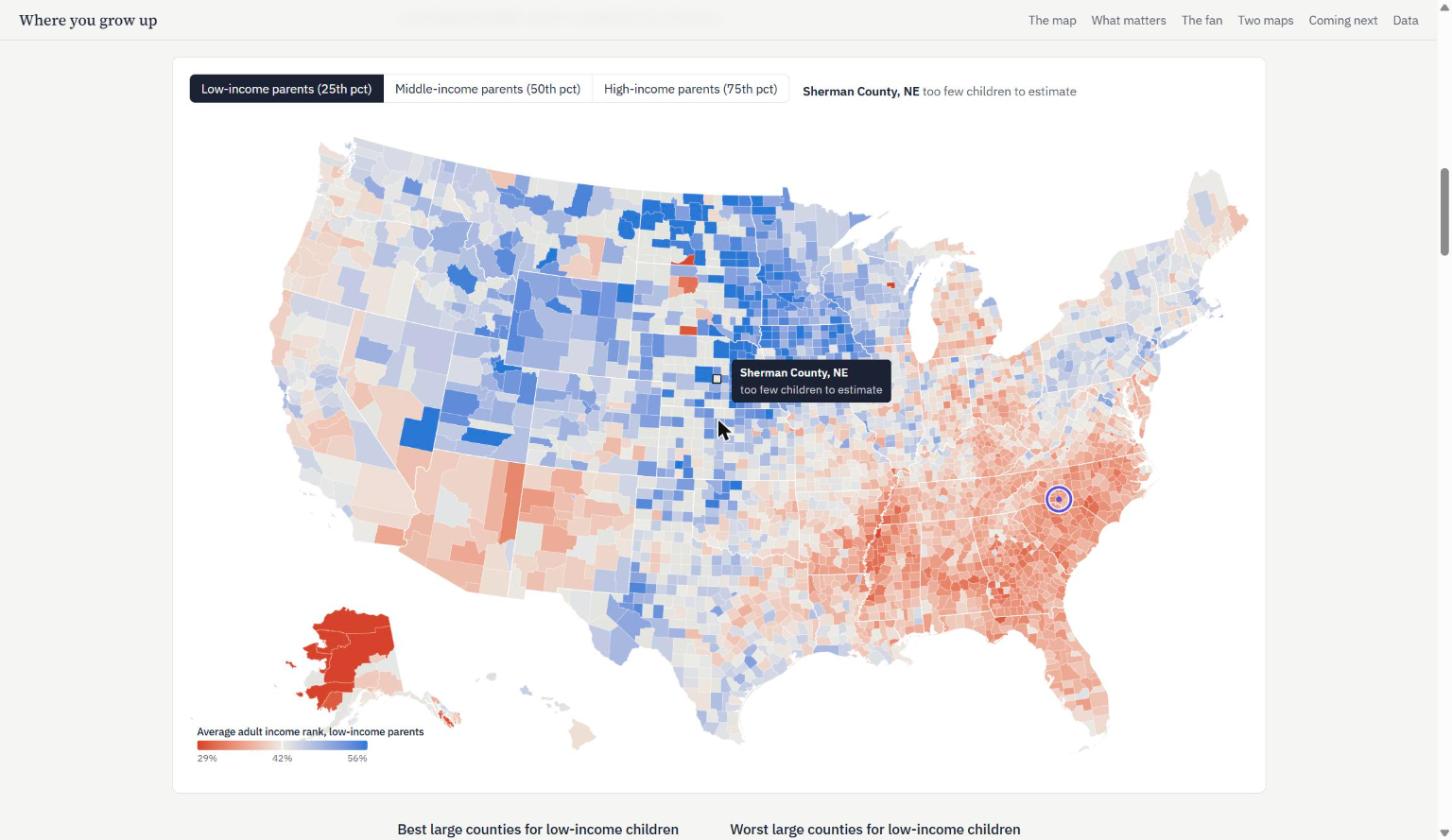 Where you grow up
The map What matters The fan Two maps Coming next Data
Low-income parents (25th pct) Middle-income parents (50th pct) High-income parents (75th pct) Sherman County, NE too few children to estimate
Sherman County, NE
too few children to estimate
Average adult income rank, low-income parents
29% 42% 56%
Best large counties for low-income children Worst large counties for low-income children